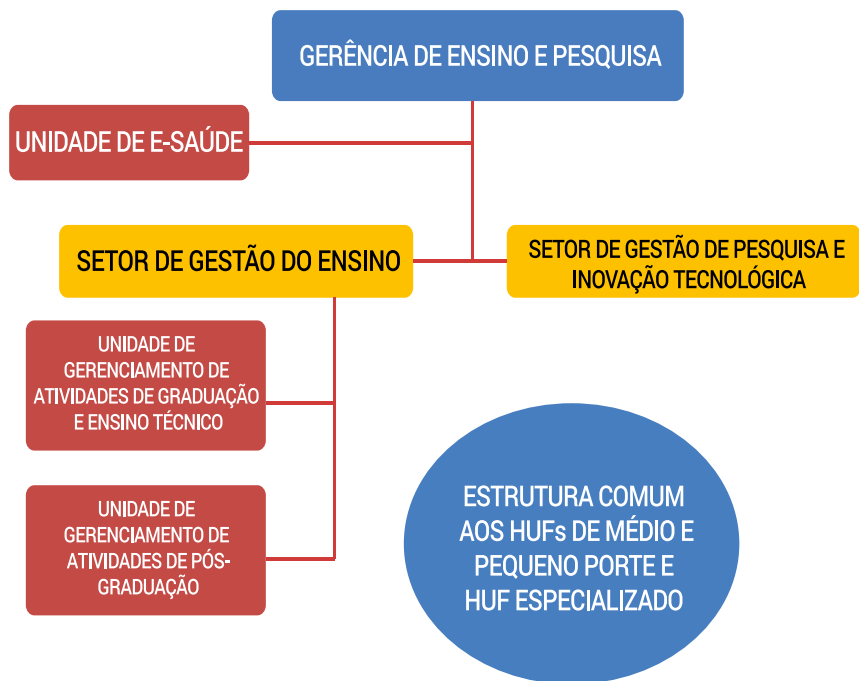 GERÊNCIA DE ENSINO E PESQUISA
UNIDADE DE E-SAÚDE
SETOR DE GESTÃO DO ENSINO
SETOR DE GESTÃO DE PESQUISA E
INOVAÇÃO TECNOLÓGICA
UNIDADE DE
GERENCIAMENTO DE
ATIVIDADES DE GRADUAÇÃO
E ENSINO TÉCNICO
UNIDADE DE
GERENCIAMENTO DE
ATIVIDADES DE PÓS-
GRADUAÇÃO
ESTRUTURA COMUM
AOS HUFs DE MÉDIO E
PEQUENO PORTE E
HUF ESPECIALIZADO